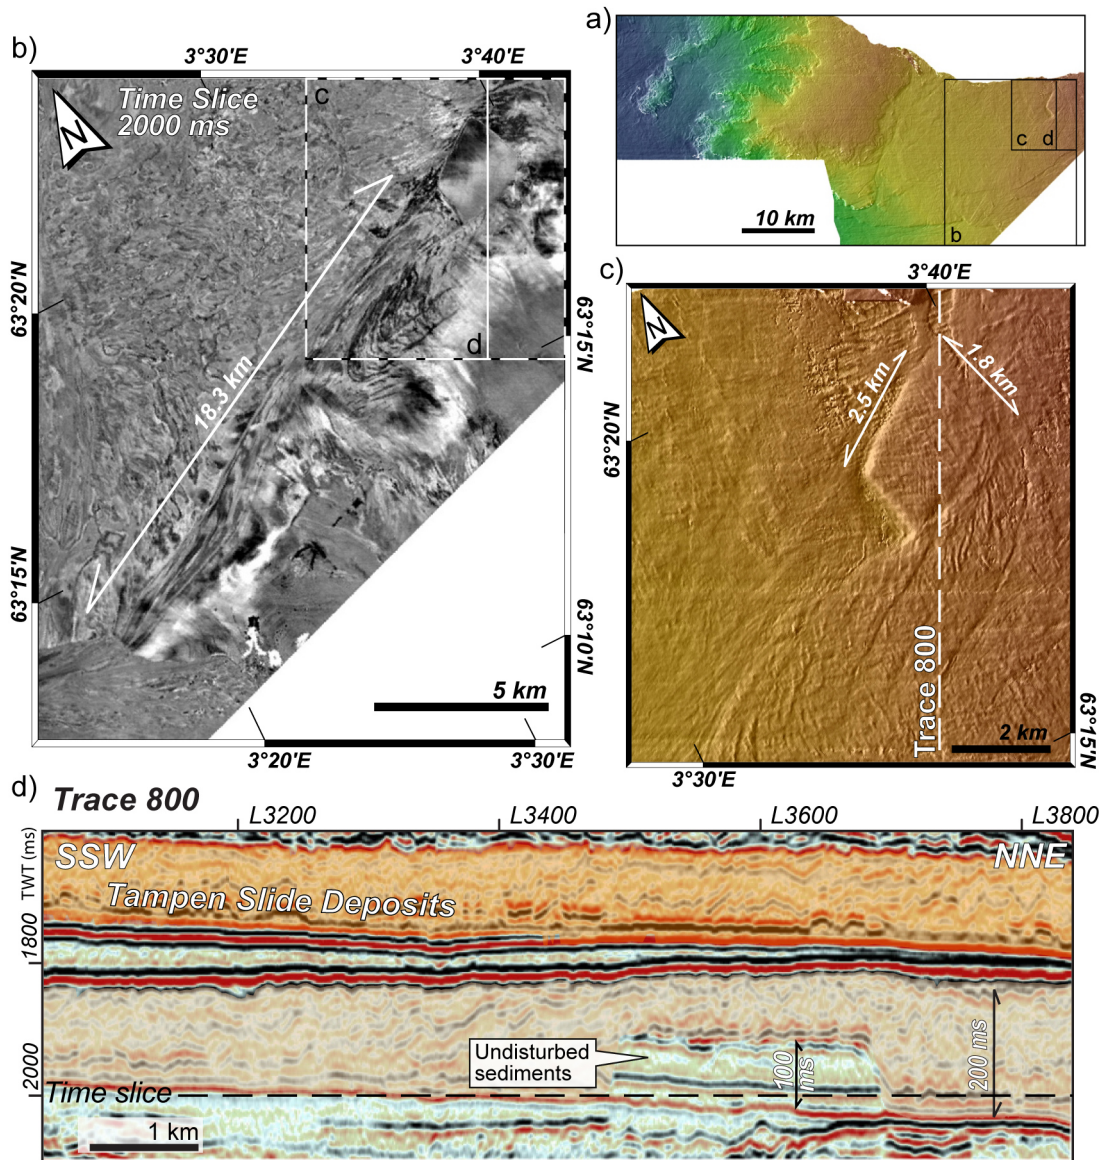 a)
10 km
b
c
d
b)
3°30'E
3°40'E
N
Time Slice
2000 ms
c
d
18.3 km
63°20'N
63°15'N
63°15'N
63°10'N
5 km
3°20'E
3°30'E
c)
3°40'E
N
2.5 km
1.8 km
63°20'N
Trace 800
2 km
63°15'N
3°30'E
d)
Trace 800
L3200
L3400
L3600
L3800
TWT (ms)
SSW
NNE
Tampen Slide Deposits
1800
2000
Undisturbed
sediments
100
ms
200 ms
Time slice
1 km